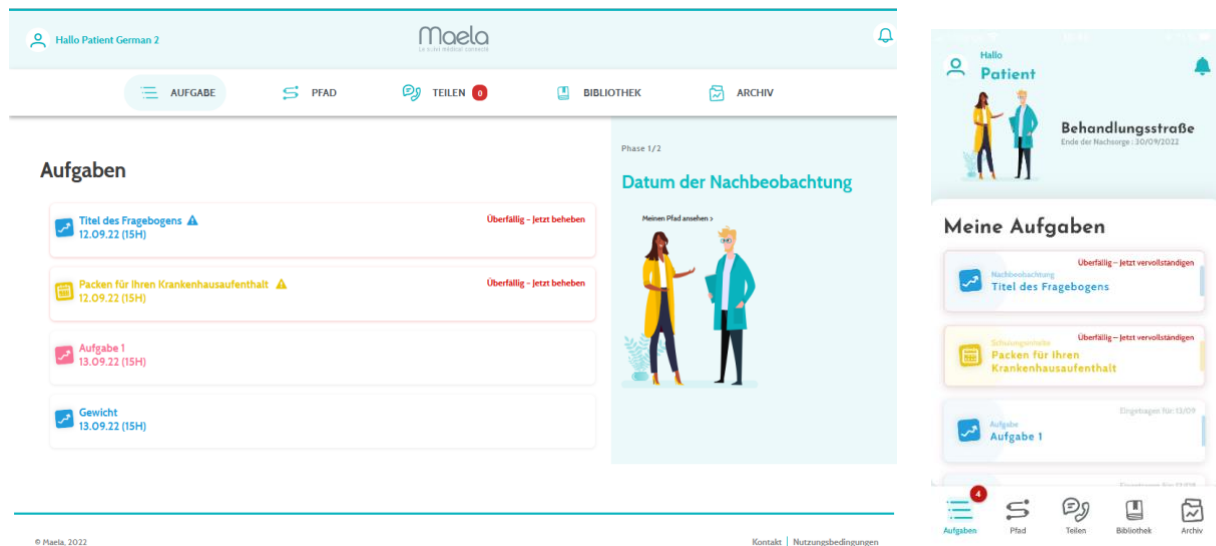 Hallo Patient German 2
Maela
Le suivi médical connecté
AUFGABE
PFAD
TEILEN 0
BIBLIOTHEK
ARCHIV
Aufgaben
Titel des Fragebogens
12.09.22 (15H)
Überfällig – Jetzt beheben
Packen für Ihren Krankenhausaufenthalt
12.09.22 (15H)
Überfällig – Jetzt beheben
Aufgabe 1
13.09.22 (15H)
Gewicht
13.09.22 (15H)
Phase 1/2
Datum der Nachbeobachtung
Meinen Pfad ansehen >
© Maela, 2022
Kontakt | Nutzungsbedingungen
Hallo
Patient
Behandlungsstraße
Ende der Nachsorge : 30/09/2022
Meine Aufgaben
Überfällig – Jetzt vervollständigen
Nachbeobachtung
Titel des Fragebogens
Überfällig – Jetzt vervollständigen
Packen für Ihren
Krankenhausaufenthalt
Eingetragen für: 13/09
Aufgabe
Aufgabe 1
4
Aufgaben
Pfad
Teilen
Bibliothek
Archiv